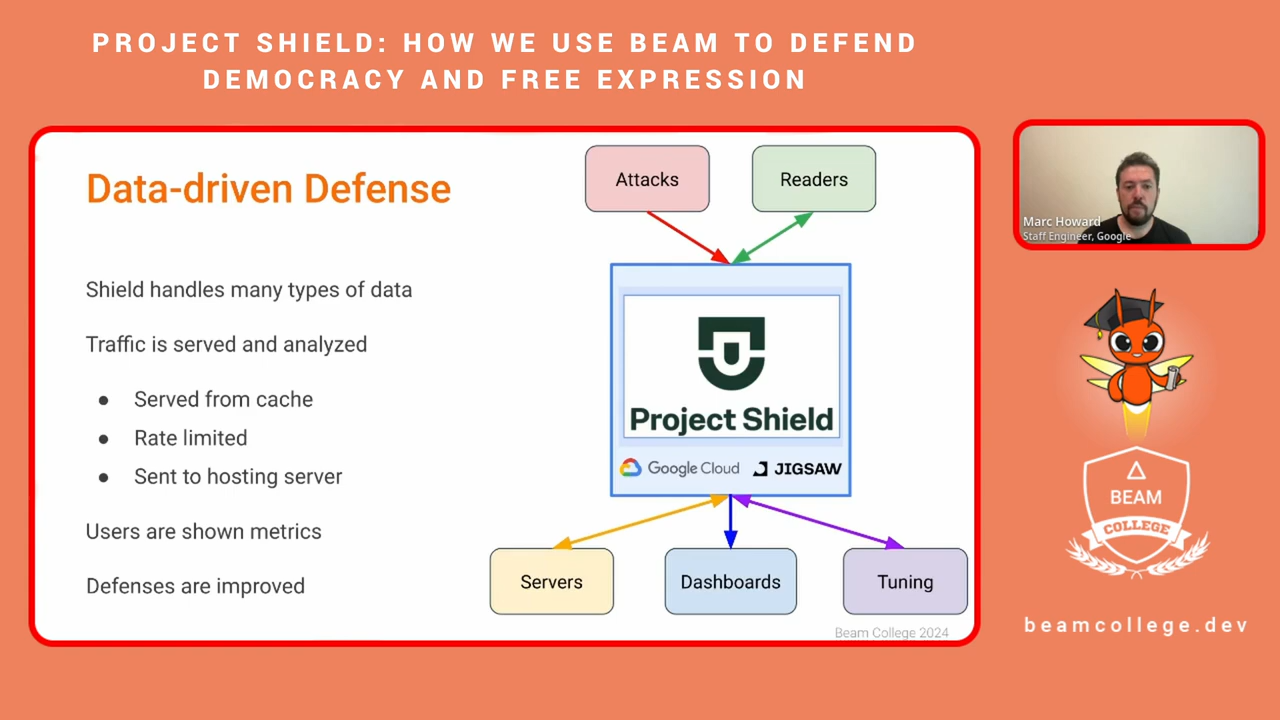 PROJECT SHIELD: HOW WE USE BEAM TO DEFEND
DEMOCRACY AND FREE EXPRESSION
Data-driven Defense
Shield handles many types of data
Traffic is served and analyzed
● Served from cache
● Rate limited
● Sent to hosting server
Users are shown metrics
Defenses are improved
Attacks
Readers
Project Shield
Google Cloud
JIGSAW
Servers
Dashboards
Tuning
Beam College 2024
Marc Howard
Staff Engineer, Google
BEAM
COLLEGE
beamcollege.dev